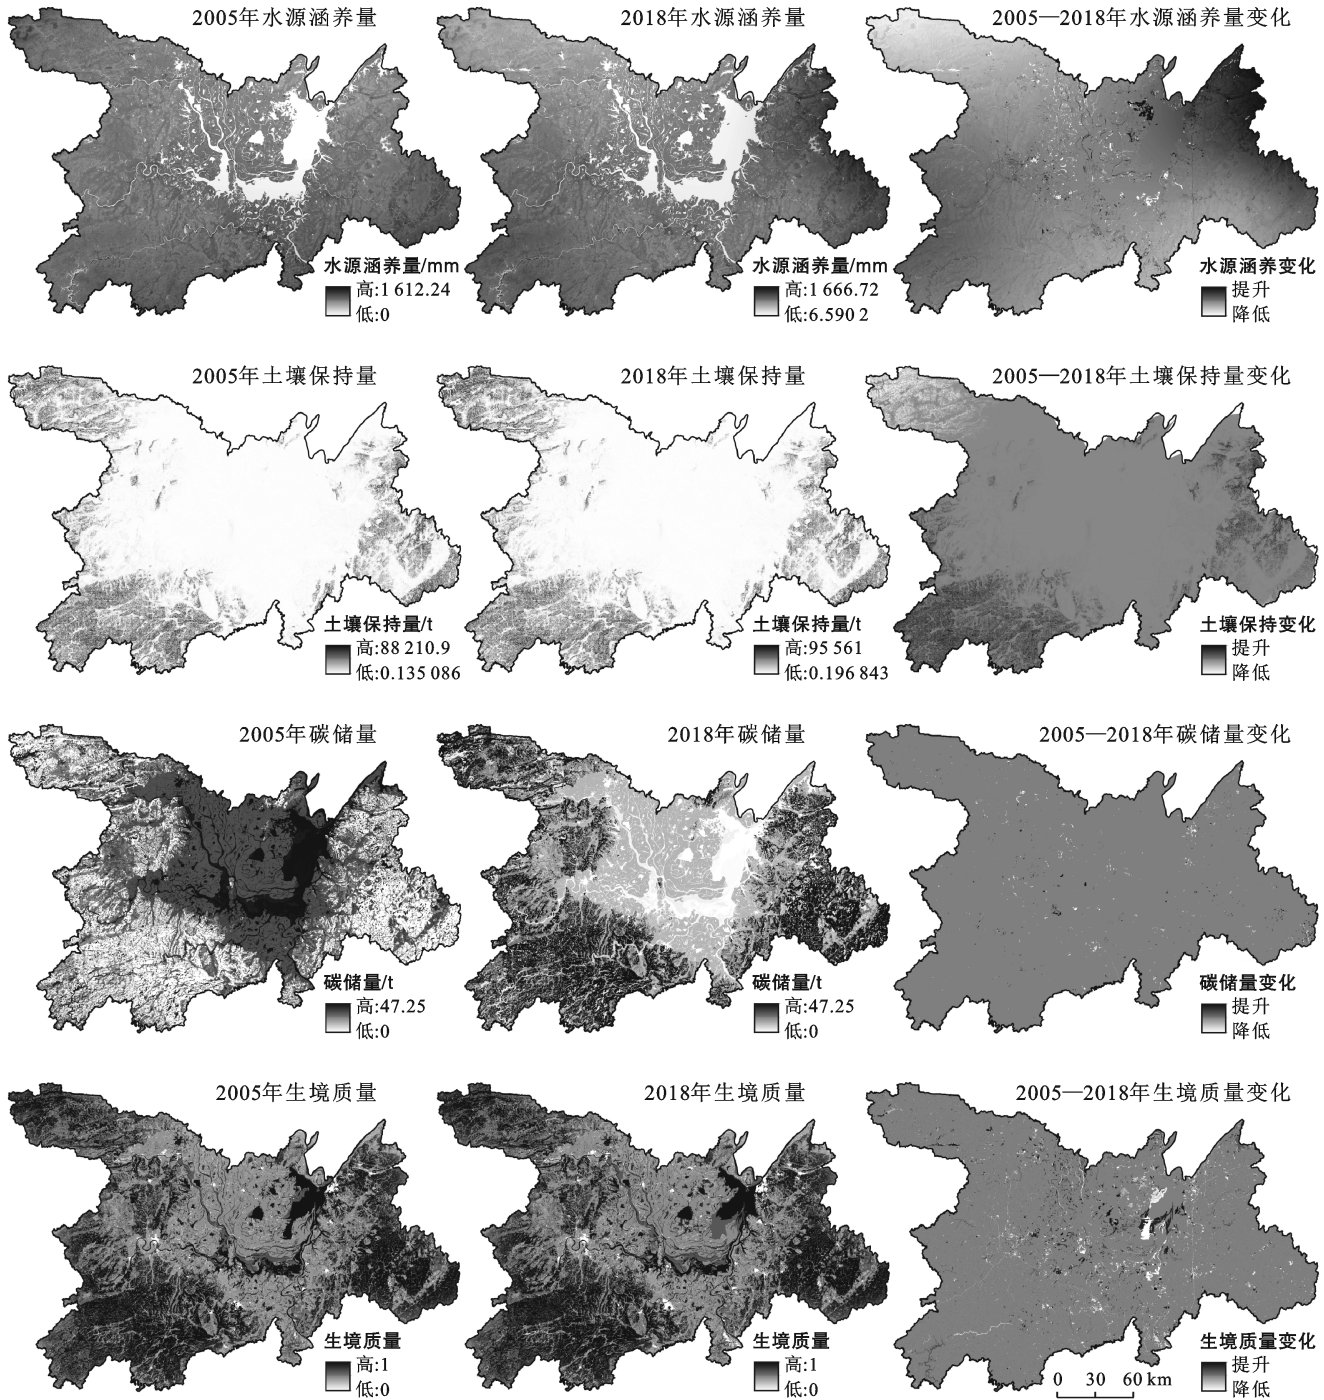 2005年水源涵养量
2018年水源涵养量
2005—2018年水源涵养量变化
水源涵养量/mm
高:1 612.24
低:0
水源涵养量/mm
高:1 666.72
低:6.590 2
水源涵养变化
提升
降低
2005年土壤保持量
2018年土壤保持量
2005—2018年土壤保持量变化
土壤保持量/t
高:88 210.9
低:0.135 086
土壤保持量/t
高:95 561
低:0.196 843
土壤保持变化
提升
降低
2005年碳储量
2018年碳储量
2005—2018年碳储量变化
碳储量/t
高:47.25
低:0
碳储量/t
高:47.25
低:0
碳储量变化
提升
降低
2005年生境质量
2018年生境质量
2005—2018年生境质量变化
生境质量
高:1
低:0
生境质量
高:1
低:0
生境质量变化
提升
降低
0 30 60 km